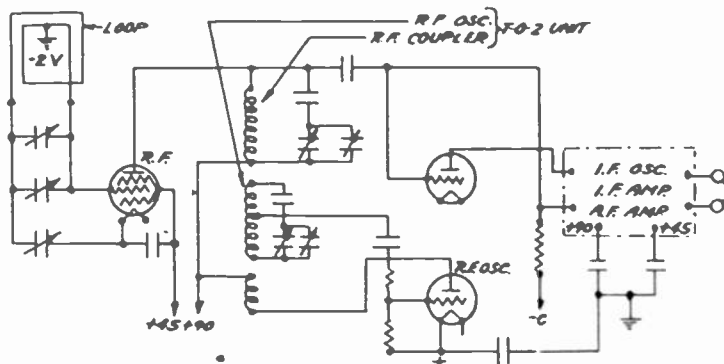 LOOP
-2V
R.F. OSC.
R.F. COUPLER
T-O-2 UNIT
R.F.
I.F. OSC.
I.F. AMP.
A.F. AMP.
+90
+45
R.F. OSC.
-C
+45 +90